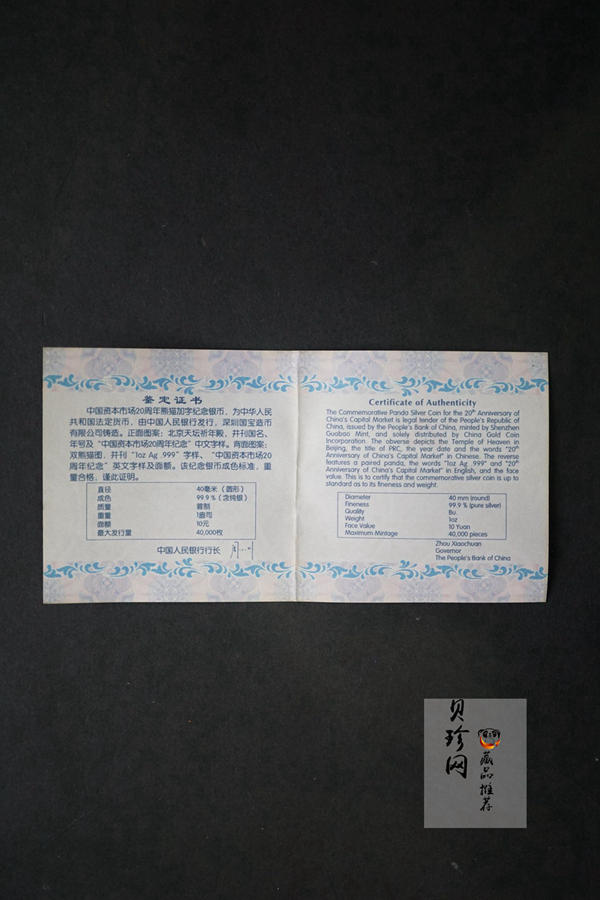 鉴定证书
中国资本市场20周年熊猫加字纪念银币，为中华人民
共和国法定货币，由中国人民银行发行，深圳国宝造币
有限公司铸造。正面图案：北京天坛祈年殿，并刊国名、
年号及“中国资本市场20周年纪念”中文字样。背面图案：
双熊猫图，并刊“1oz Ag .999”字样、“中国资本市场20
周年纪念”英文字样及面额。该纪念银币成色标准，重
量合格，谨此证明。
直径 40毫米（圆形）
成色 99.9％（含纯银）
质量 普制
重量 1盎司
面额 10元
最大发行量 40,000枚
中国人民银行行长
Certificate of Authenticity
The Commemorative Panda Silver Coin for the 20th Anniversary of
China's Capital Market is legal tender of the People's Republic of
China, issued by the People's Bank of China, minted by Shenzhen
Guobao Mint, and solely distributed by China Gold Coin
Incorporation. The obverse depicts the Temple of Heaven in
Beijing, the title of PRC, the year date and the words "20th
Anniversary of China's Capital Market" in Chinese. The reverse
features a paired panda, the words "1oz Ag .999" and "20th
Anniversary of China's Capital Market" in English, and the face
value. This is to certify that the commemorative silver coin is up to
standard as to its fineness and weight.
Diameter 40 mm (round)
Fineness 99.9 % (pure silver)
Quality Bu.
Weight 1oz
Face Value 10 Yuan
Maximum Mintage 40,000 pieces
Zhou Xiaochuan
Governor
The People's Bank of China
贝珍网
藏品推荐